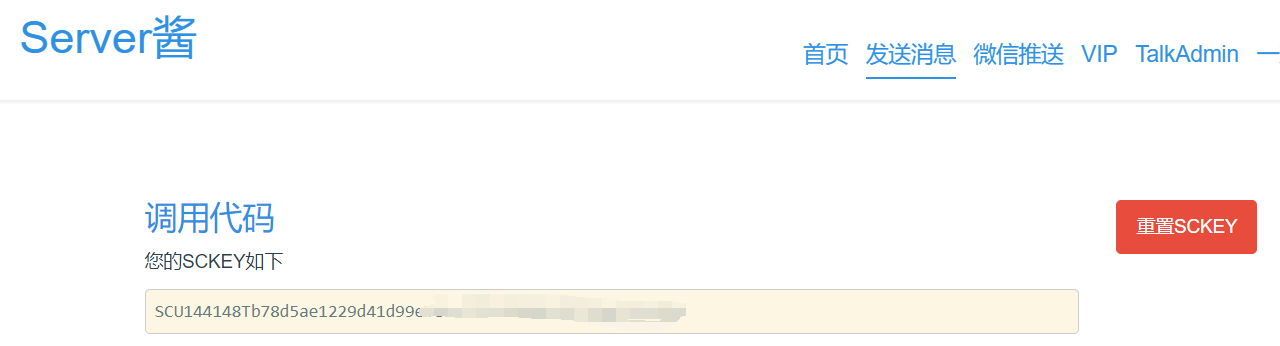 Server酱
首页 发送消息 微信推送 VIP TalkAdmin 一
调用代码
重置SCKEY
您的SCKEY如下
SCU144148Tb78d5ae1229d41d99e